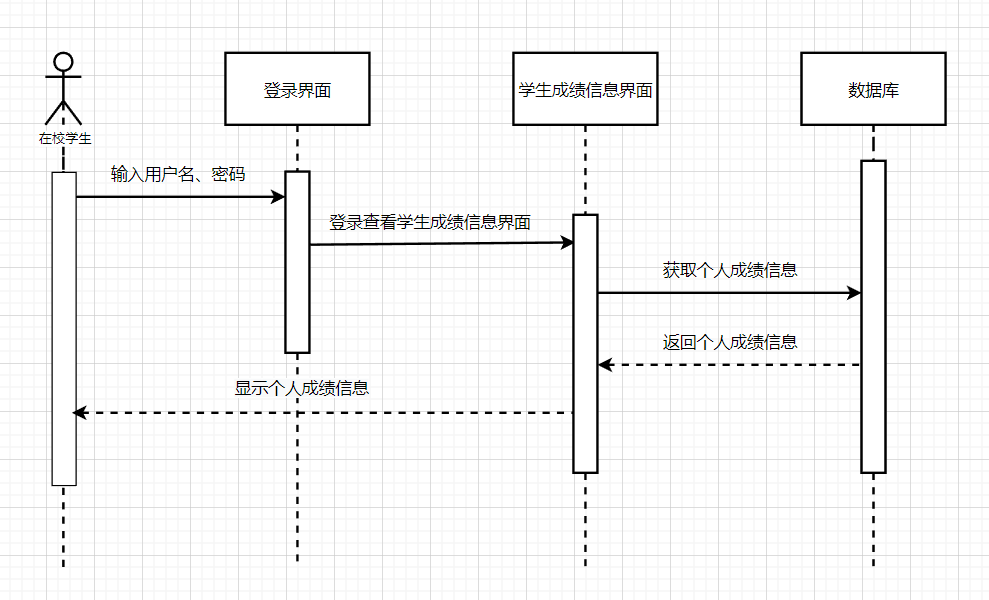 登录界面
学生成绩信息界面
数据库
在校学生
输入用户名、密码
登录查看学生成绩信息界面
获取个人成绩信息
返回个人成绩信息
显示个人成绩信息